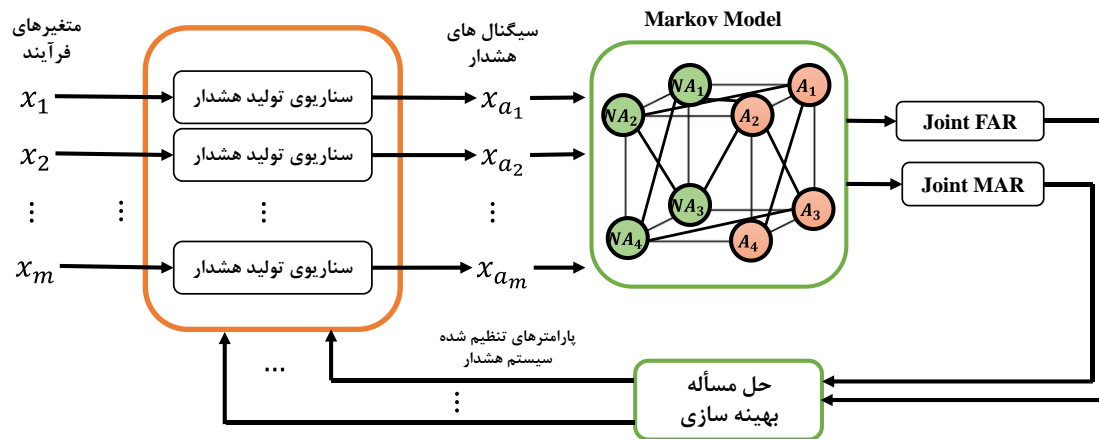 متغیرهای
فرآیند
سیگنال های
هشدار
Markov Model
x₁
سناریوی تولید هشدار
xₐ₁
x₂
سناریوی تولید هشدار
xₐ₂
⋮ ⋮ ⋮ ⋮
xₘ
سناریوی تولید هشدار
xₐₘ
NA₁
A₁
NA₂
A₂
NA₃
A₃
NA₄
A₄
Joint FAR
Joint MAR
پارامترهای تنظیم شده
سیستم هشدار
...
⋮
حل مسأله
بهینه سازی